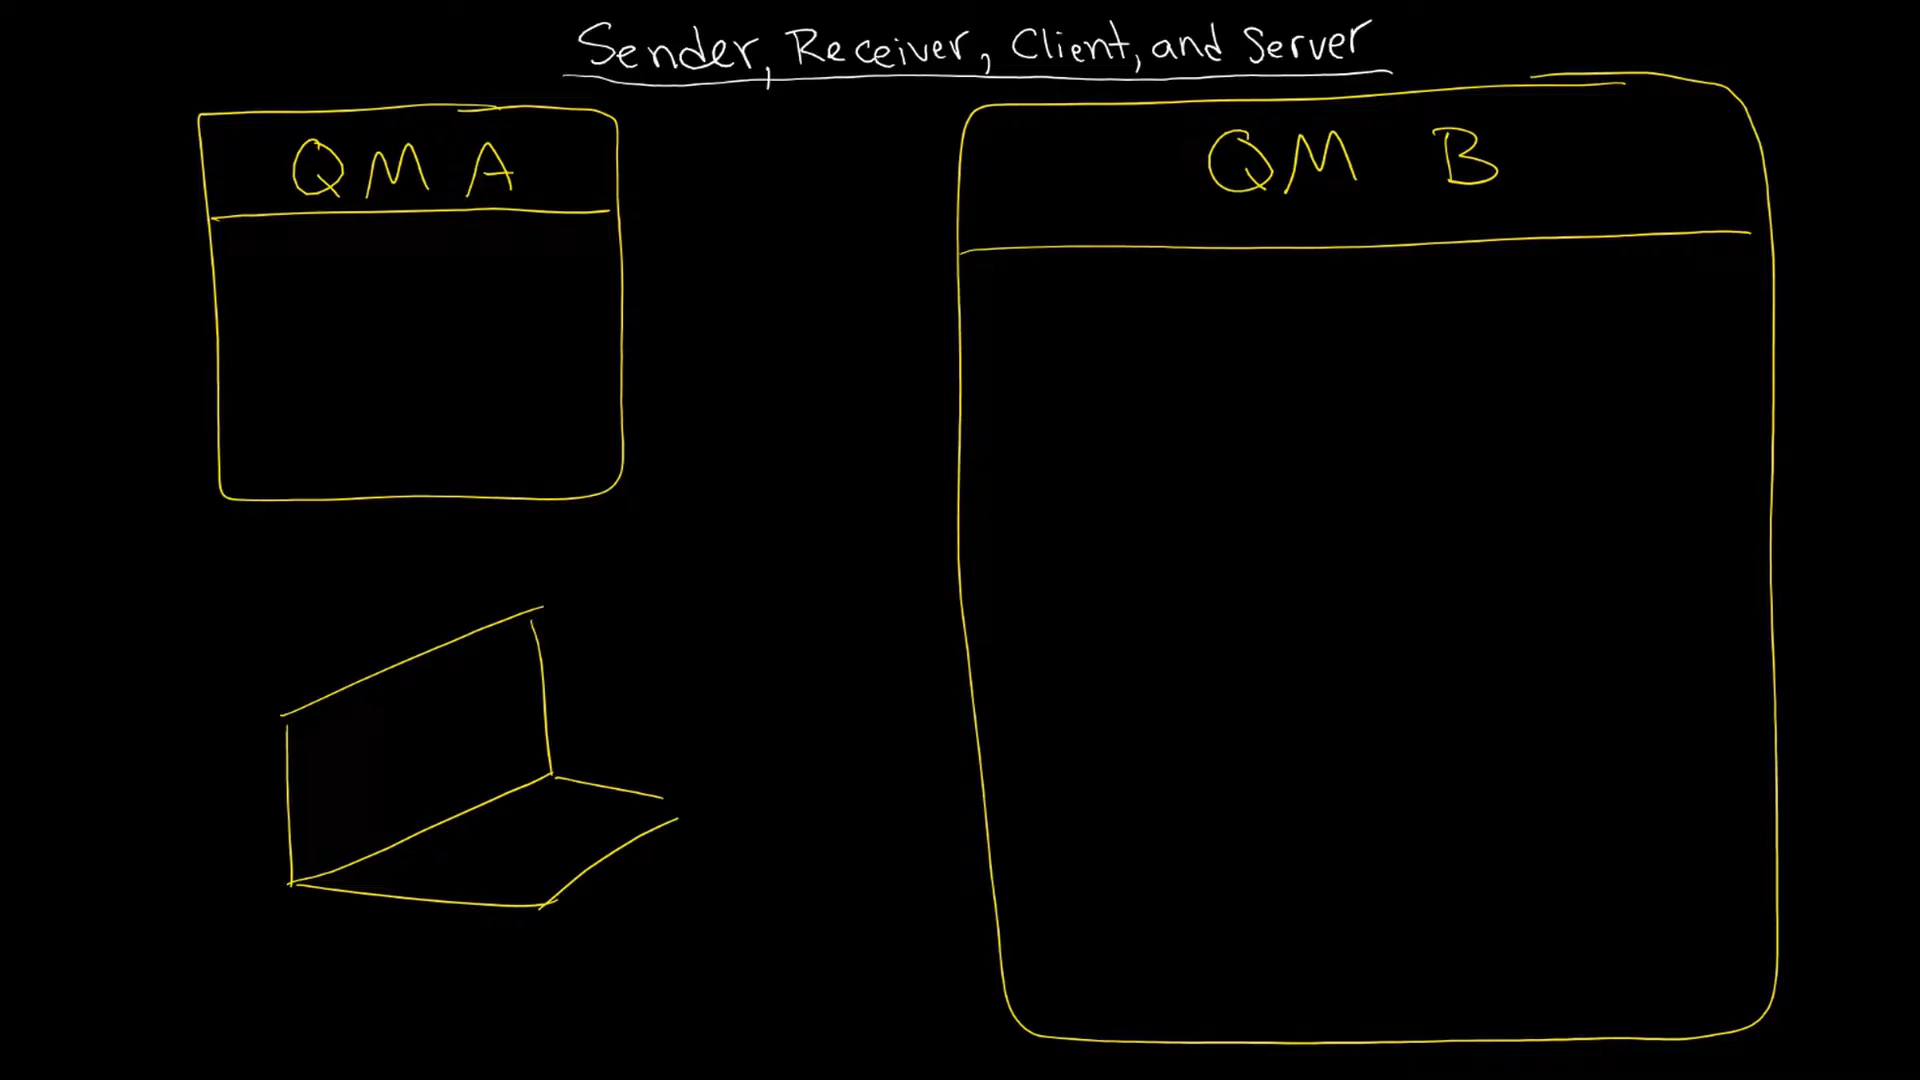 Sender, Receiver, Client, and Server
QM A
QM B